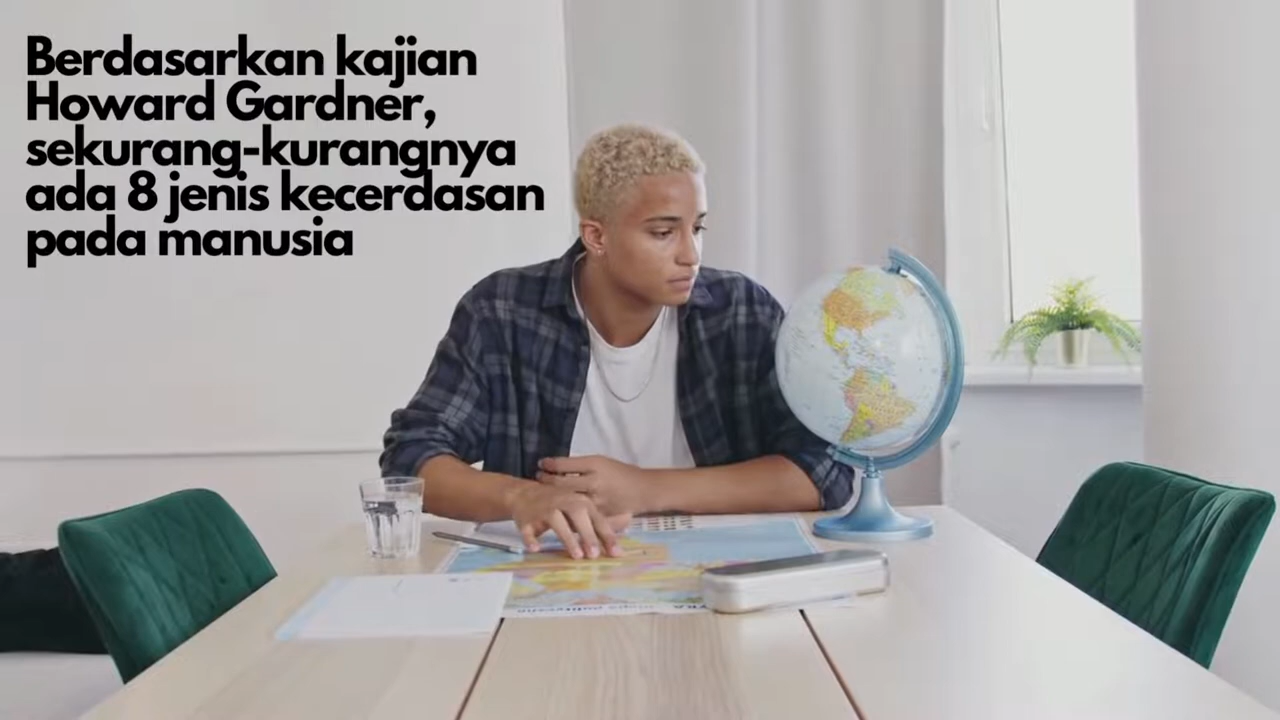 Berdasarkan kajian
Howard Gardner,
sekurang-kurangnya
ada 8 jenis kecerdasan
pada manusia